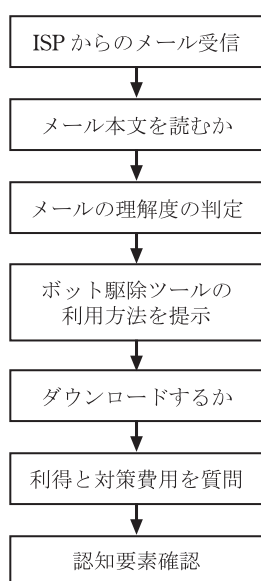 ISP からのメール受信
メール本文を読むか
メールの理解度の判定
ボット駆除ツールの
利用方法を提示
ダウンロードするか
利得と対策費用を質問
認知要素確認